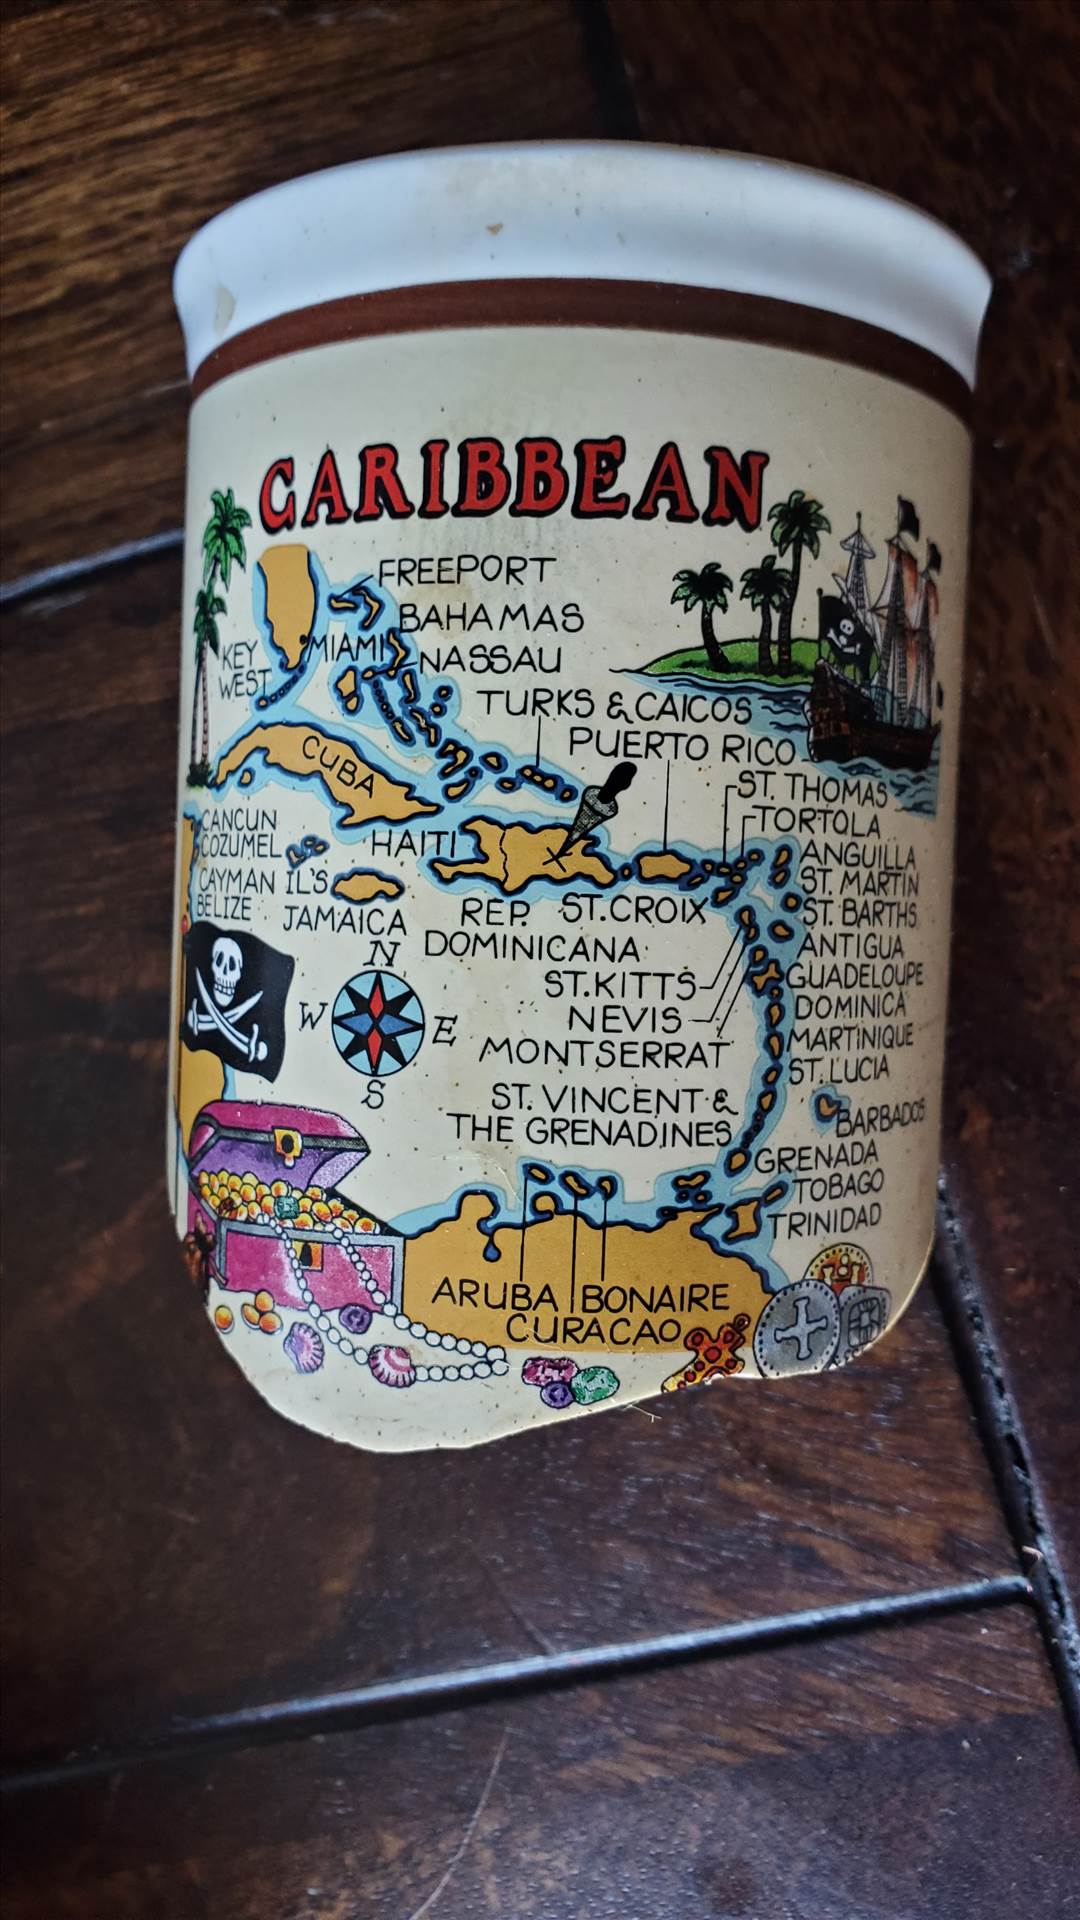 CARIBBEAN
FREEPORT
BAHAMAS
KEY
WEST
MIAMI
NASSAU
TURKS & CAICOS
PUERTO RICO
CUBA
ST. THOMAS
TORTOLA
CANCUN
COZUMEL
HAITI
ANGUILLA
CAYMAN IL'S
ST. MARTIN
BELIZE
JAMAICA
REP.
DOMINICANA
ST.CROIX
ST. BARTHS
ANTIGUA
N
W
E
S
ST.KITTS
GUADELOUPE
NEVIS
DOMINICA
MONTSERRAT
MARTINIQUE
ST. LUCIA
ST. VINCENT &
THE GRENADINES
BARBADOS
GRENADA
TOBAGO
TRINIDAD
ARUBA
BONAIRE
CURACAO